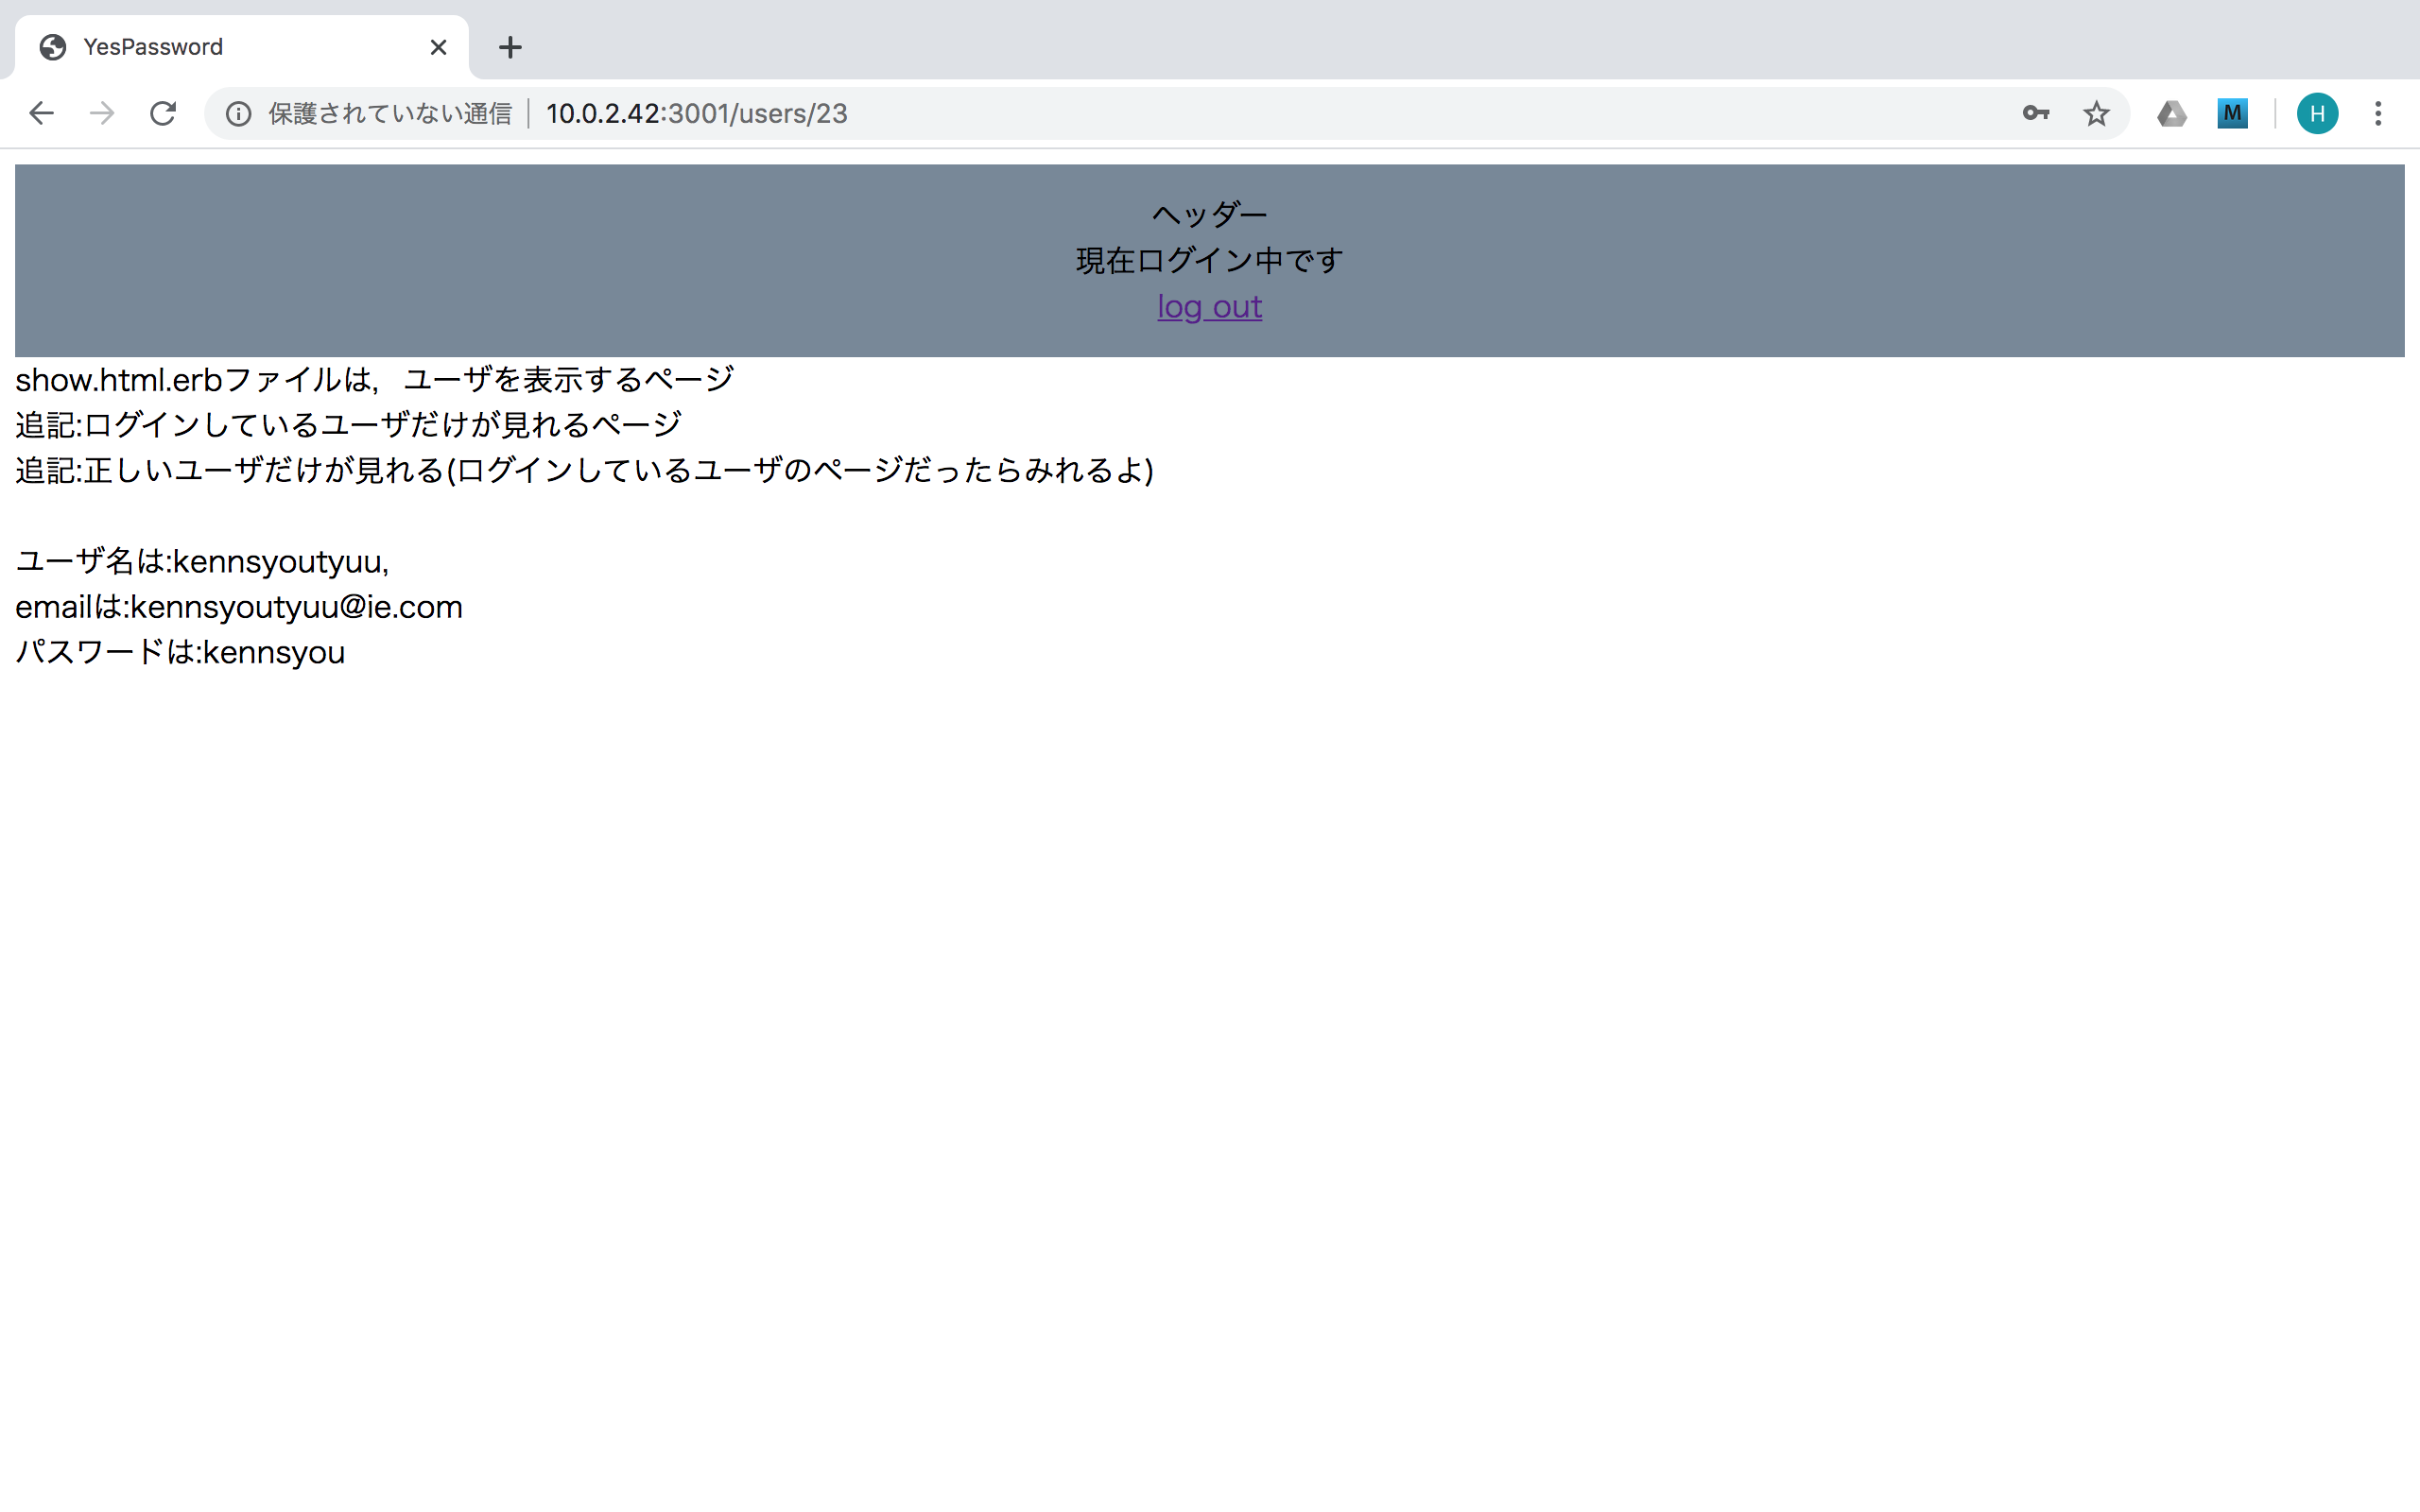 YesPassword
保護されていない通信 10.0.2.42:3001/users/23
M
H
ヘッダー
現在ログイン中です
log out
show.html.erbファイルは，ユーザを表示するページ
追記:ログインしているユーザだけが見れるページ
追記:正しいユーザだけが見れる(ログインしているユーザのページだったらみれるよ)
ユーザ名は:kennsyoutyuu,
emailは:kennsyoutyuu@ie.com
パスワードは:kennsyou